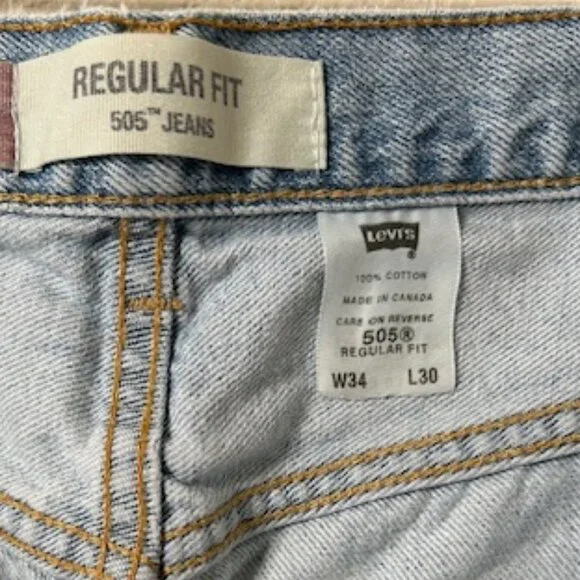 REGULAR FIT
505™ JEANS
LEVI'S
®
100% COTTON
MADE IN CANADA
CARE ON REVERSE
505®
REGULAR FIT
W34 L30